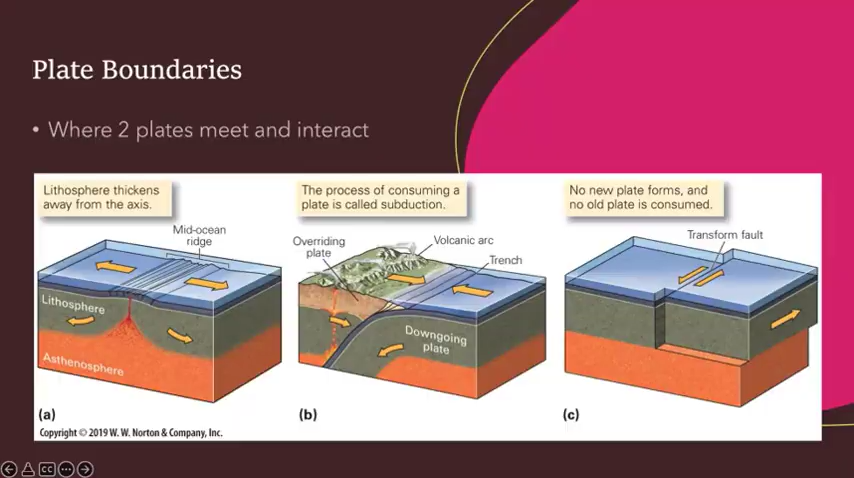 Plate Boundaries
• Where 2 plates meet and interact
Lithosphere thickens
away from the axis.
Mid-ocean
ridge
Lithosphere
Asthenosphere
(a)
The process of consuming a
plate is called subduction.
Overriding
plate
Volcanic arc
Trench
Downgoing
plate
(b)
No new plate forms, and
no old plate is consumed.
Transform fault
(c)
Copyright © 2019 W. W. Norton & Company, Inc.
CC